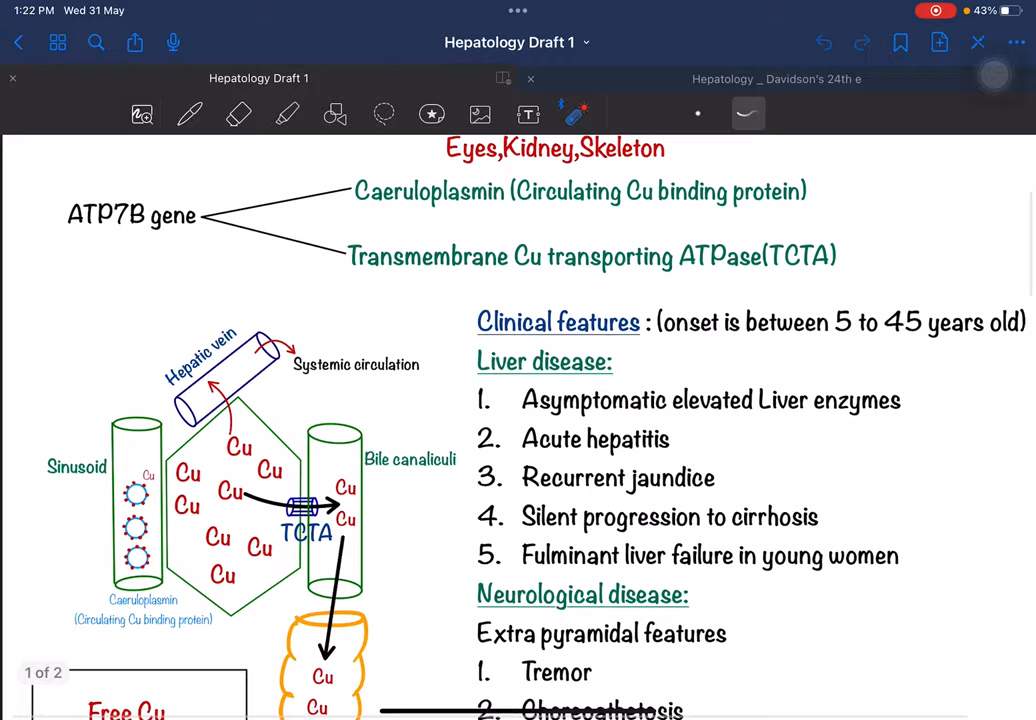 1:22 PM Wed 31 May
43%
Hepatology Draft 1
Hepatology Draft 1
Hepatology _ Davidson's 24th e
Eyes,Kidney,Skeleton
ATP7B gene
Caeruloplasmin (Circulating Cu binding protein)
Transmembrane Cu transporting ATPase(TCTA)
Hepatic vein
Systemic circulation
Sinusoid
Cu
Cu
Cu
Cu
Cu
Cu
Cu
Cu
Cu
TCTA
Bile canaliculi
Cu
Cu
Caeruloplasmin
(Circulating Cu binding protein)
Cu
Cu
1 of 2
Free Cu
Clinical features : (onset is between 5 to 45 years old)
Liver disease:
1. Asymptomatic elevated Liver enzymes
2. Acute hepatitis
3. Recurrent jaundice
4. Silent progression to cirrhosis
5. Fulminant liver failure in young women
Neurological disease:
Extra pyramidal features
1. Tremor
2. Choreoathetosis